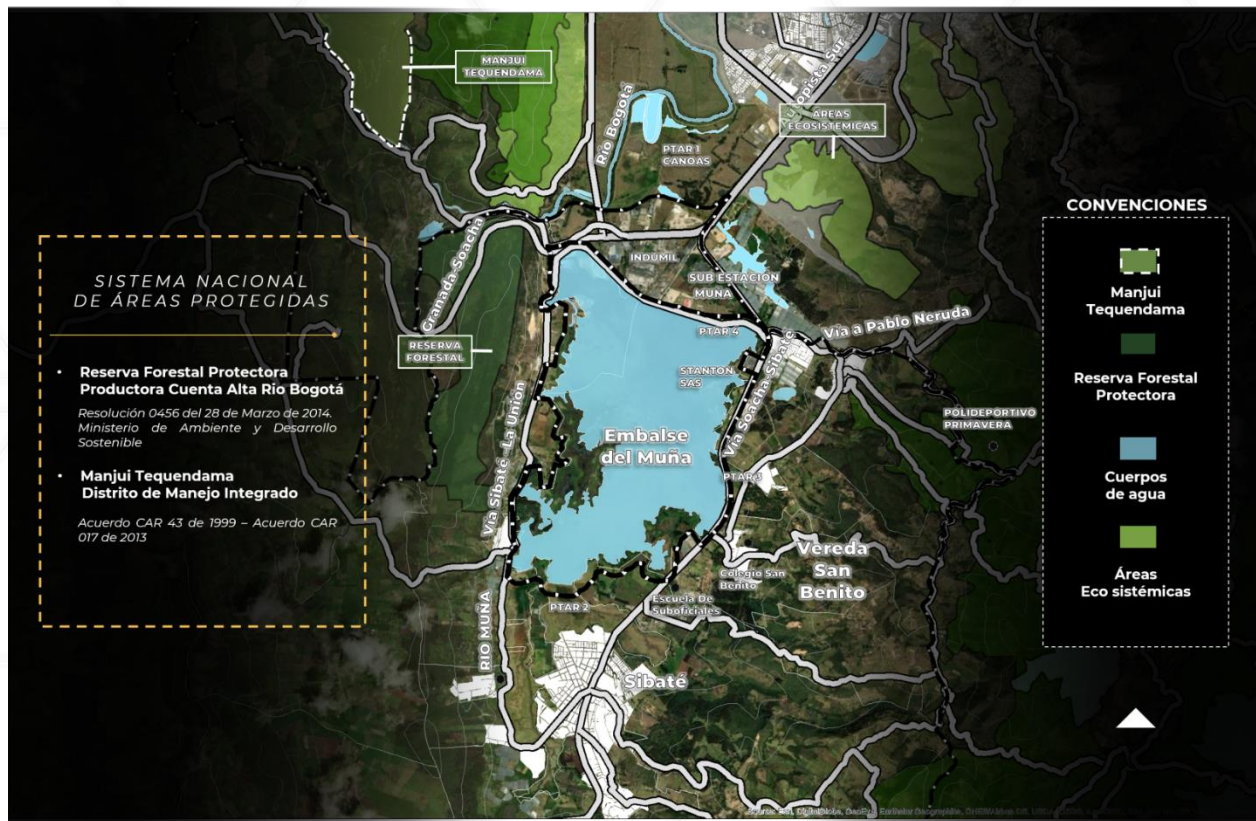 MANJUI
TEQUENDAMA
Autopista Sur
ÁREAS
ECOSISTEMICAS
Río Bogotá
PTAR 1
CANOAS
SISTEMA NACIONAL
DE ÁREAS PROTEGIDAS
• Reserva Forestal Protectora
Productora Cuenta Alta Rio Bogotá
Resolución 0456 del 28 de Marzo de 2014.
Ministerio de Ambiente y Desarrollo
Sostenible
• Manjui Tequendama
Distrito de Manejo Integrado
Acuerdo CAR 43 de 1999 – Acuerdo CAR
017 de 2013
Granada-Soacha
RESERVA
FORESTAL
INDUMIL
SUB ESTACIÓN
MUÑA
PTAR 4
Vía a Pablo Neruda
STANTON
SAS
Vía Soacha-Sibaté
POLIDEPORTIVO
PRIMAVERA
Embalse
del Muña
Vía Sibaté -La Unión
PTAR 3
Vereda
San
Benito
Colegio San
Benito
Escuela De
Suboficiales
PTAR 2
RIO MUÑA
Sibaté
CONVENCIONES
Manjui
Tequendama
Reserva Forestal
Protectora
Cuerpos
de agua
Áreas
Eco sistémicas